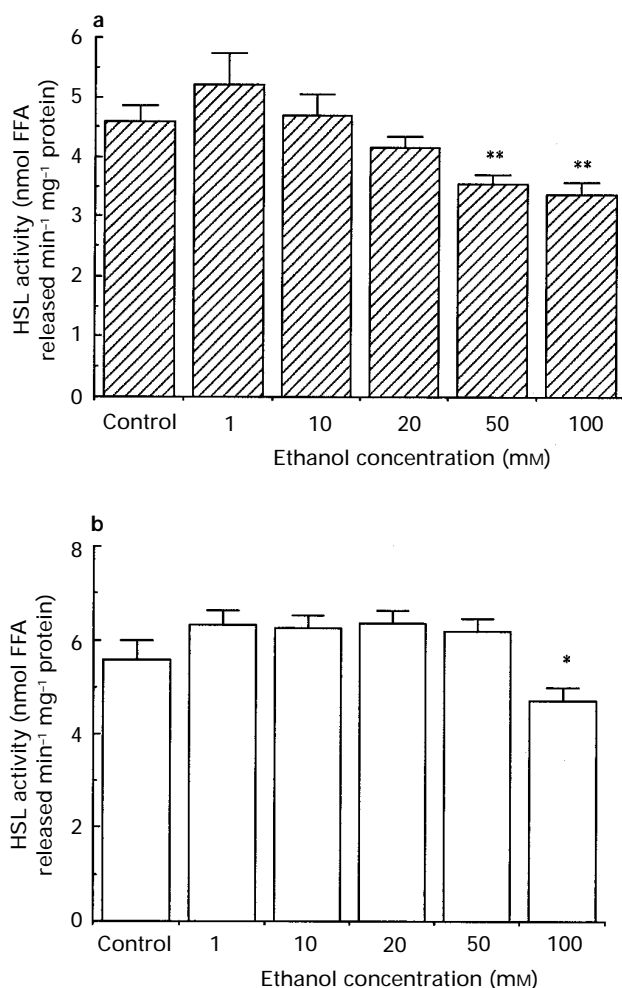 a
6
5
4
3
2
1
0
HSL activity (nmol FFA
released min⁻¹ mg⁻¹ protein)
** **
Control 1 10 20 50 100
Ethanol concentration (mM)
b
8
6
4
2
0
HSL activity (nmol FFA
released min⁻¹ mg⁻¹ protein)
*
Control 1 10 20 50 100
Ethanol concentration (mM)